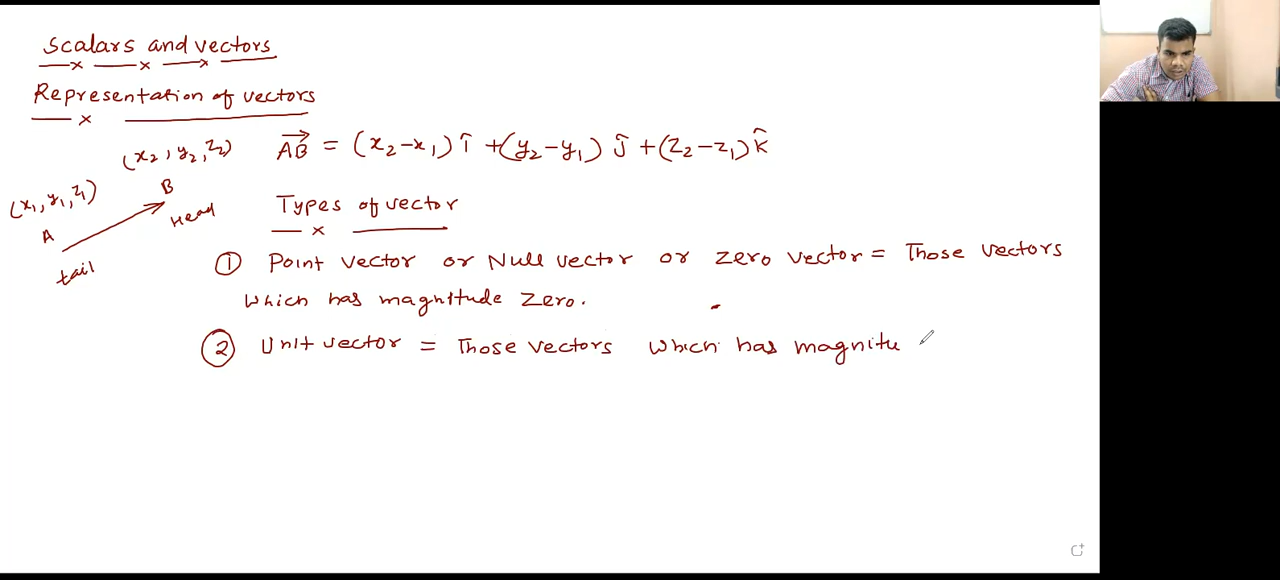 Scalars and vectors
Representation of vectors
(x₂, y₂, z₂)
AB⃗ = (x₂-x₁) î + (y₂-y₁) ĵ + (z₂-z₁) k̂
(x₁, y₁, z₁)
B
Head
A
tail
Types of vector
① Point vector or Null vector or zero vector = Those vectors
which has magnitude zero.
② Unit vector = Those vectors which has magnitu